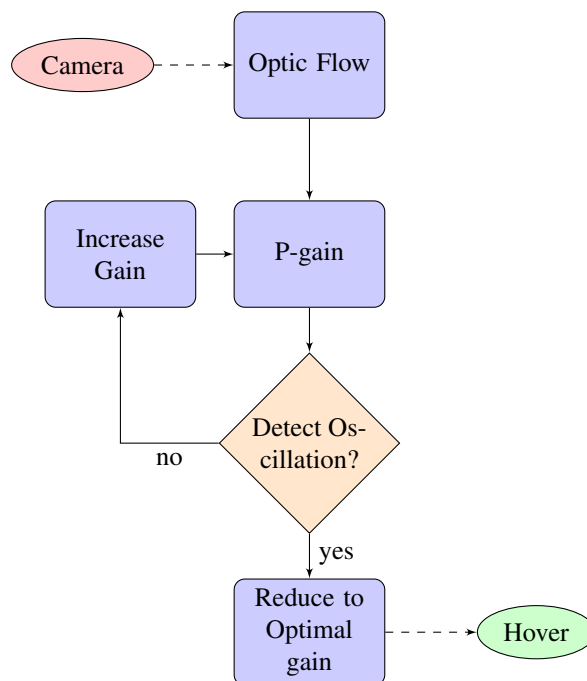 Camera
Optic Flow
Increase
Gain
P-gain
Detect Os-
cillation?
no
yes
Reduce to
Optimal
gain
Hover